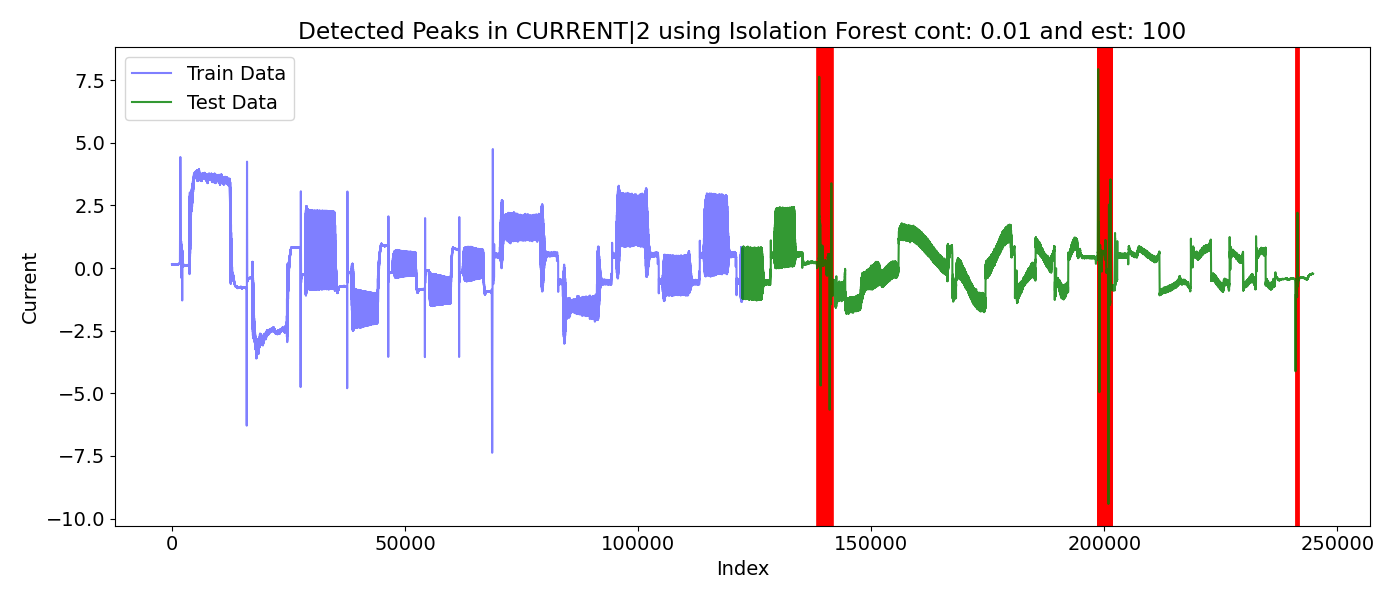 Detected Peaks in CURRENT|2 using Isolation Forest cont: 0.01 and est: 100
Train Data
Test Data
7.5
5.0
2.5
0.0
−2.5
−5.0
−7.5
−10.0
Current
0
50000
100000
150000
200000
250000
Index